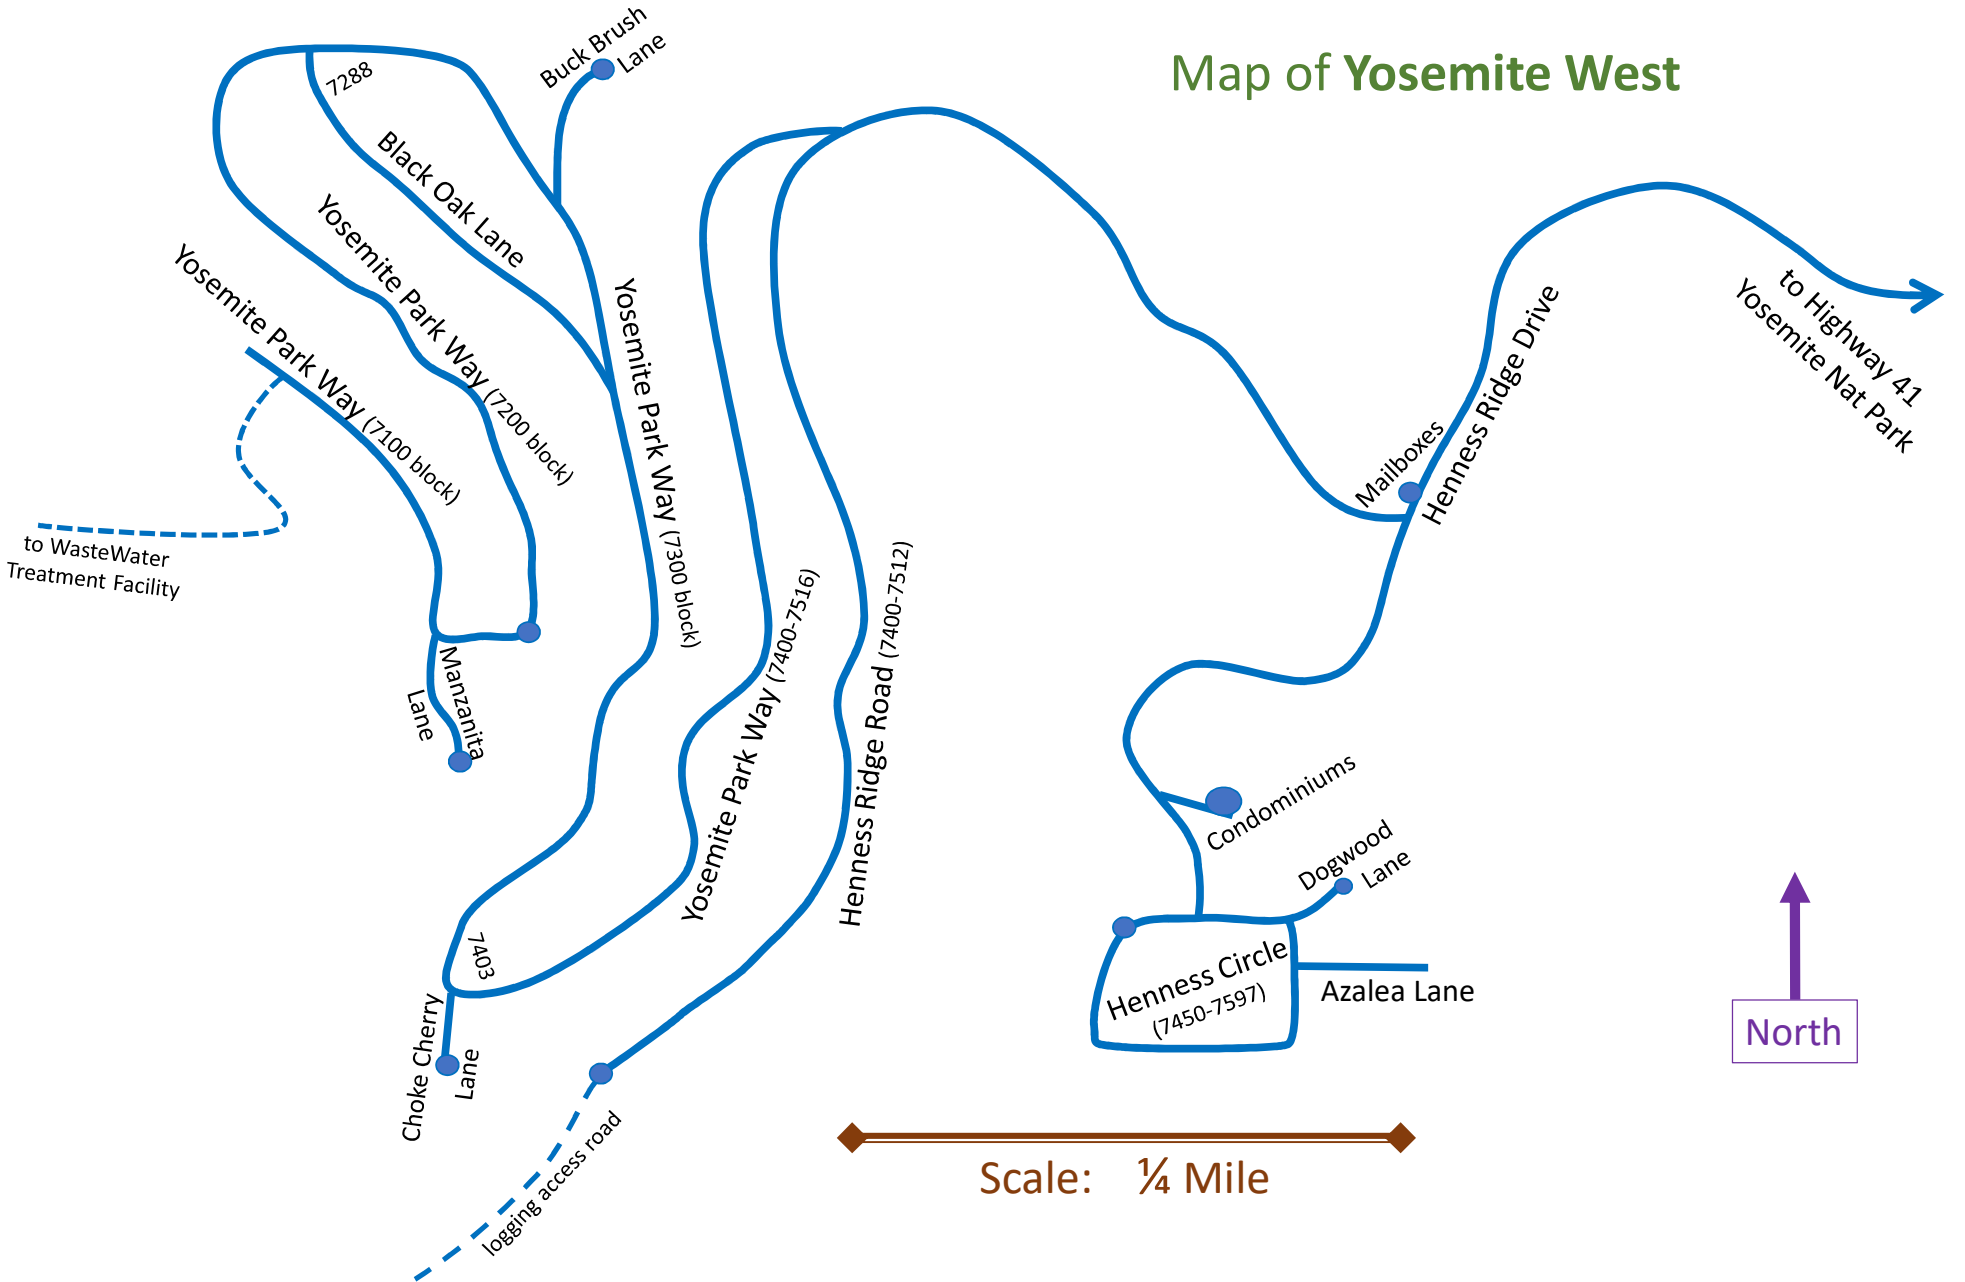 Map of Yosemite West
Buck Brush
Lane
7288
Black Oak Lane
Yosemite Park Way (7200 block)
Yosemite Park Way (7100 block)
Yosemite Park Way (7300 block)
to WasteWater
Treatment Facility
Manzanita
Lane
Yosemite Park Way (7400-7516)
Henness Ridge Road (7400-7512)
7403
Choke Cherry
Lane
logging access road
to Highway 41
Yosemite Nat Park
Henness Ridge Drive
Mailboxes
Condominiums
Dogwood
Lane
Henness Circle
(7450-7597)
Azalea Lane
North
Scale: ¼ Mile